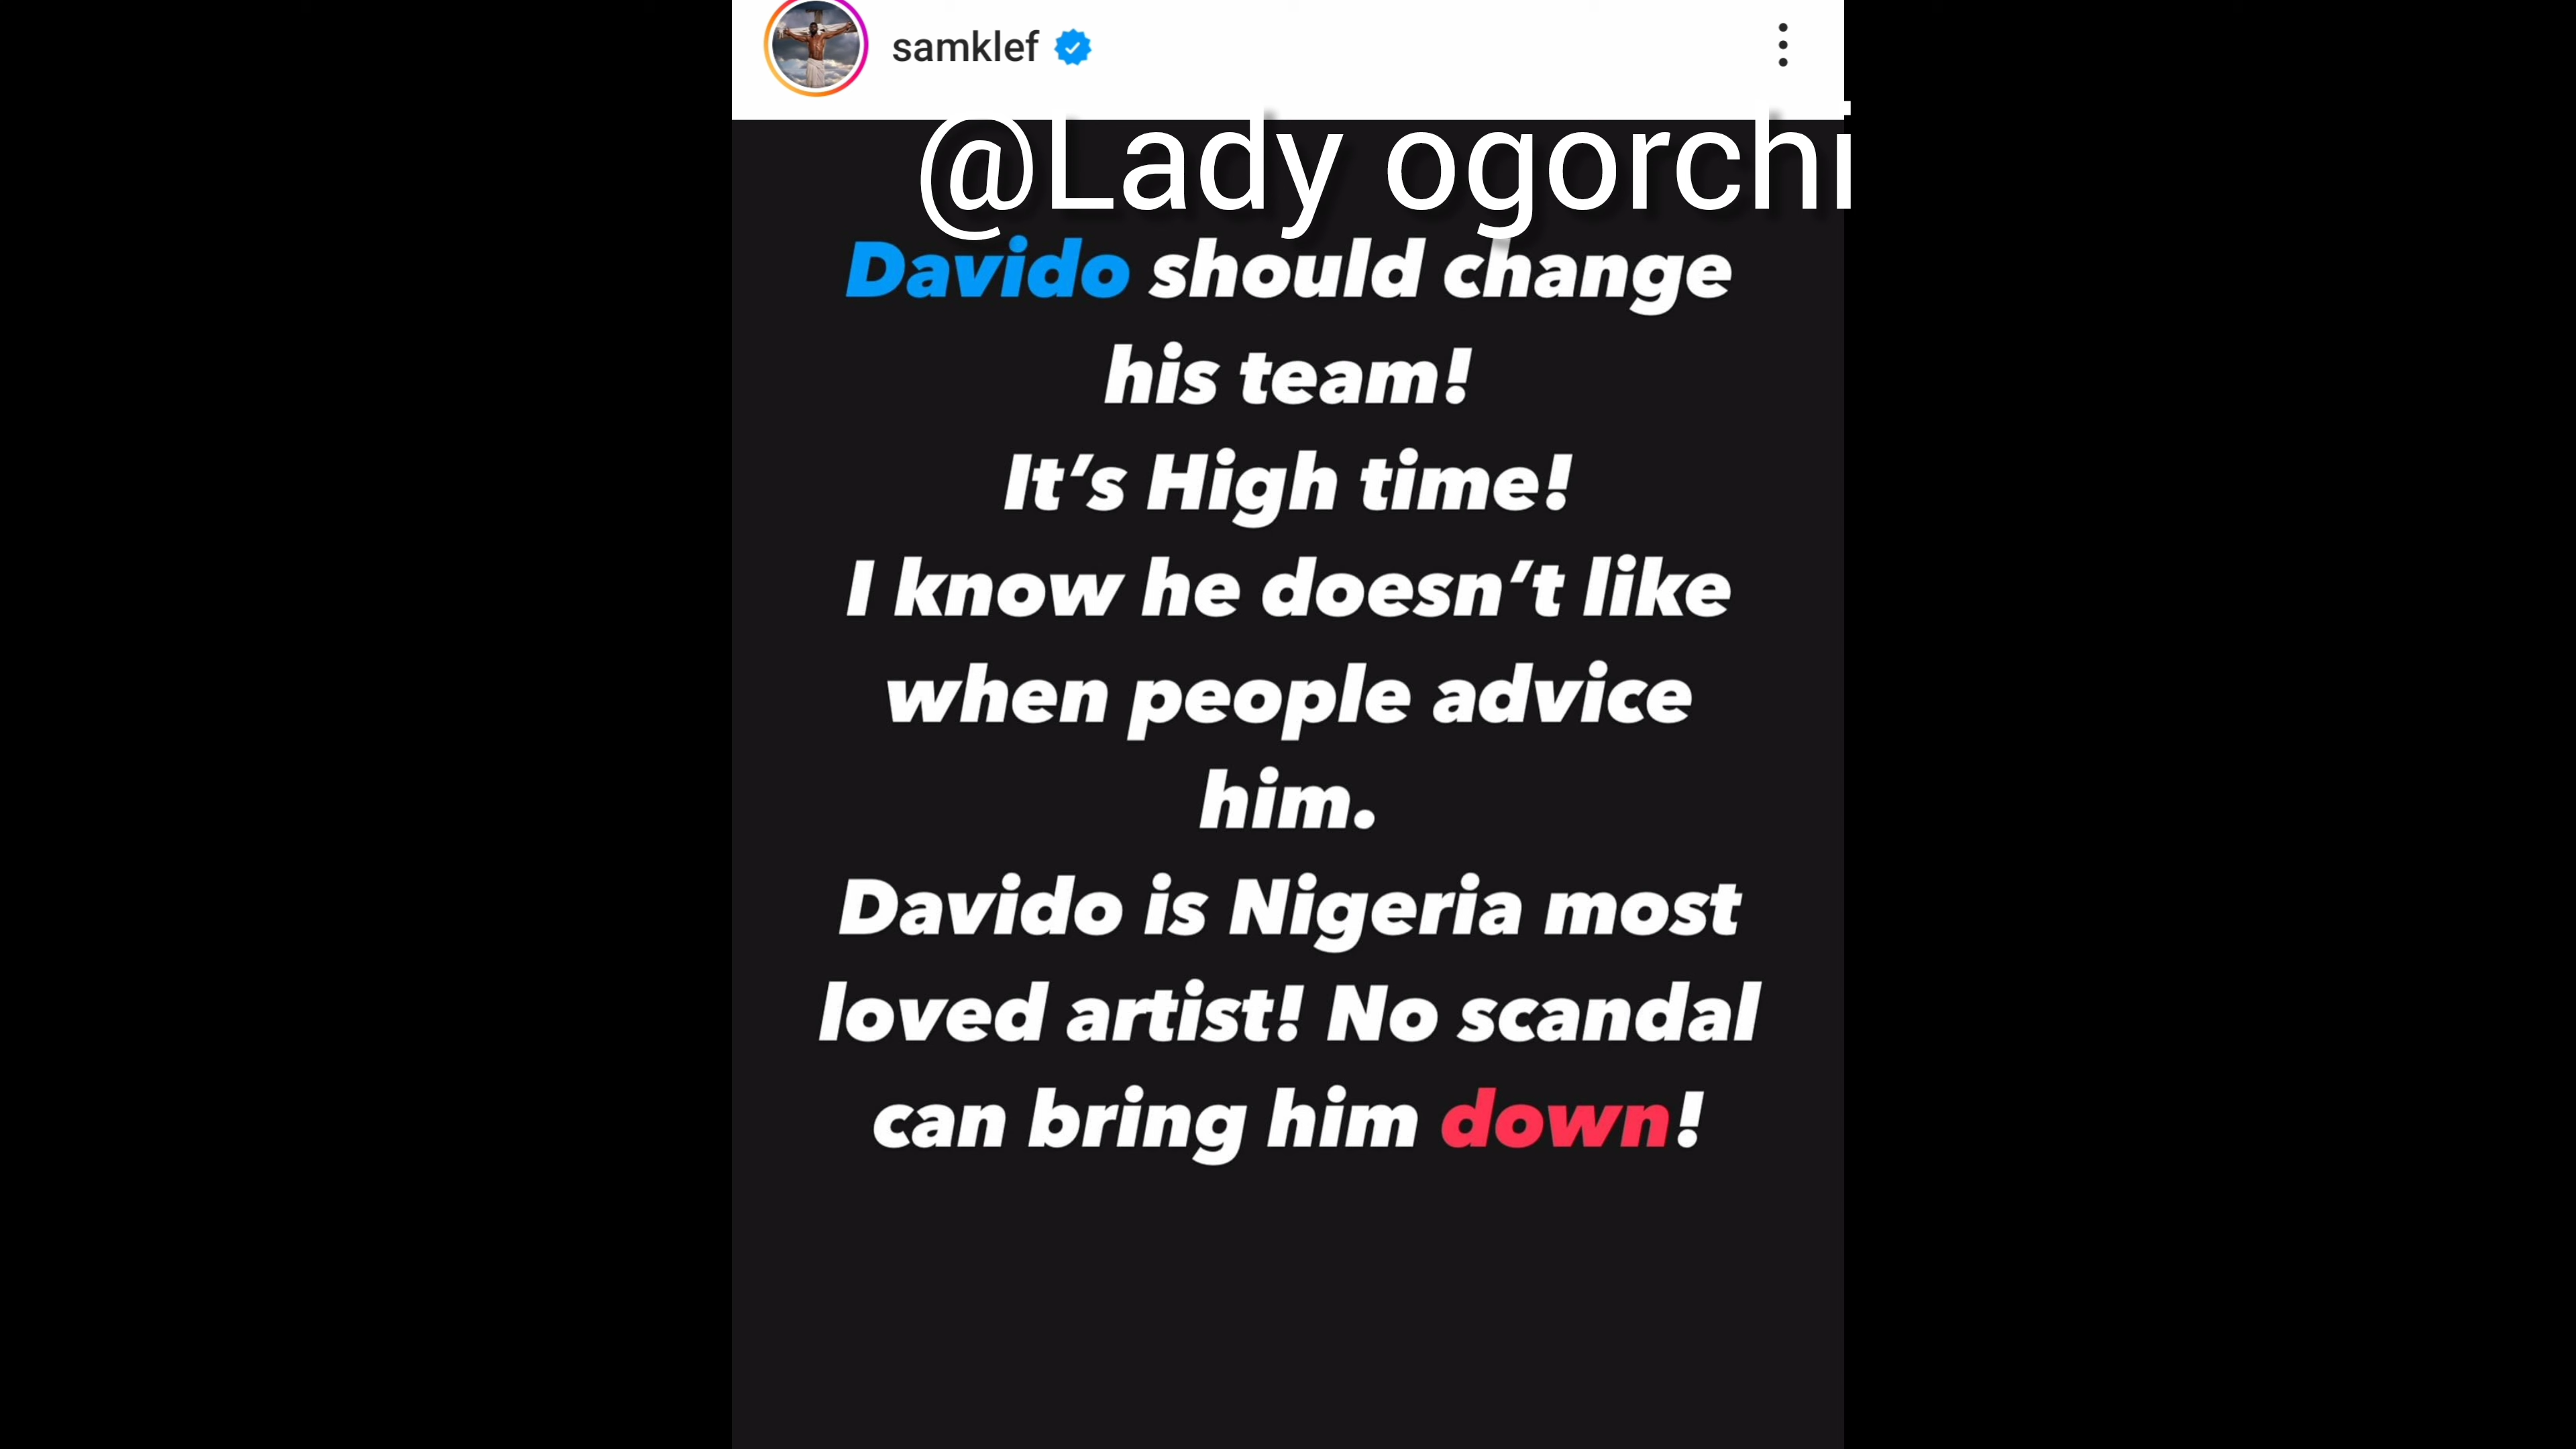 samklef
@Lady ogorchi
Davido should change
his team!
It’s High time!
I know he doesn’t like
when people advice
him.
Davido is Nigeria most
loved artist! No scandal
can bring him down!